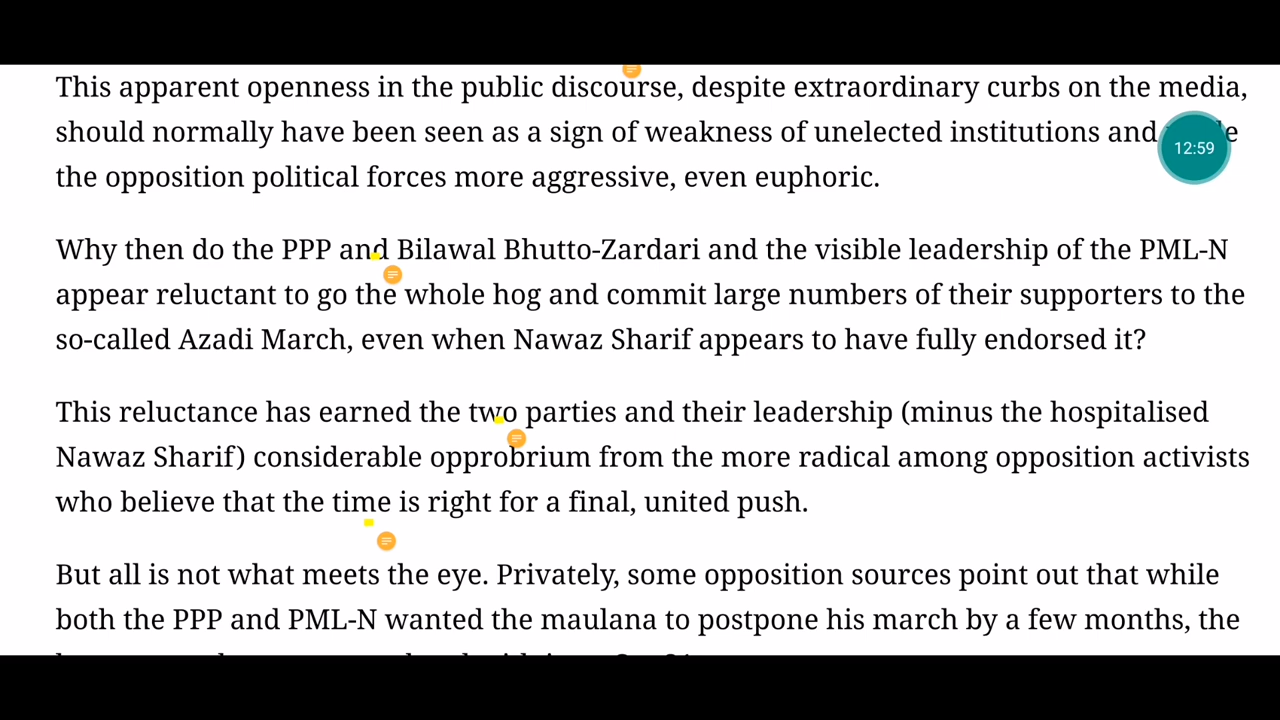 This apparent openness in the public discourse, despite extraordinary curbs on the media,
should normally have been seen as a sign of weakness of unelected institutions and
12:59
the opposition political forces more aggressive, even euphoric.
Why then do the PPP and Bilawal Bhutto-Zardari and the visible leadership of the PML-N
appear reluctant to go the whole hog and commit large numbers of their supporters to the
so-called Azadi March, even when Nawaz Sharif appears to have fully endorsed it?
This reluctance has earned the two parties and their leadership (minus the hospitalised
Nawaz Sharif) considerable opprobrium from the more radical among opposition activists
who believe that the time is right for a final, united push.
But all is not what meets the eye. Privately, some opposition sources point out that while
both the PPP and PML-N wanted the maulana to postpone his march by a few months, the